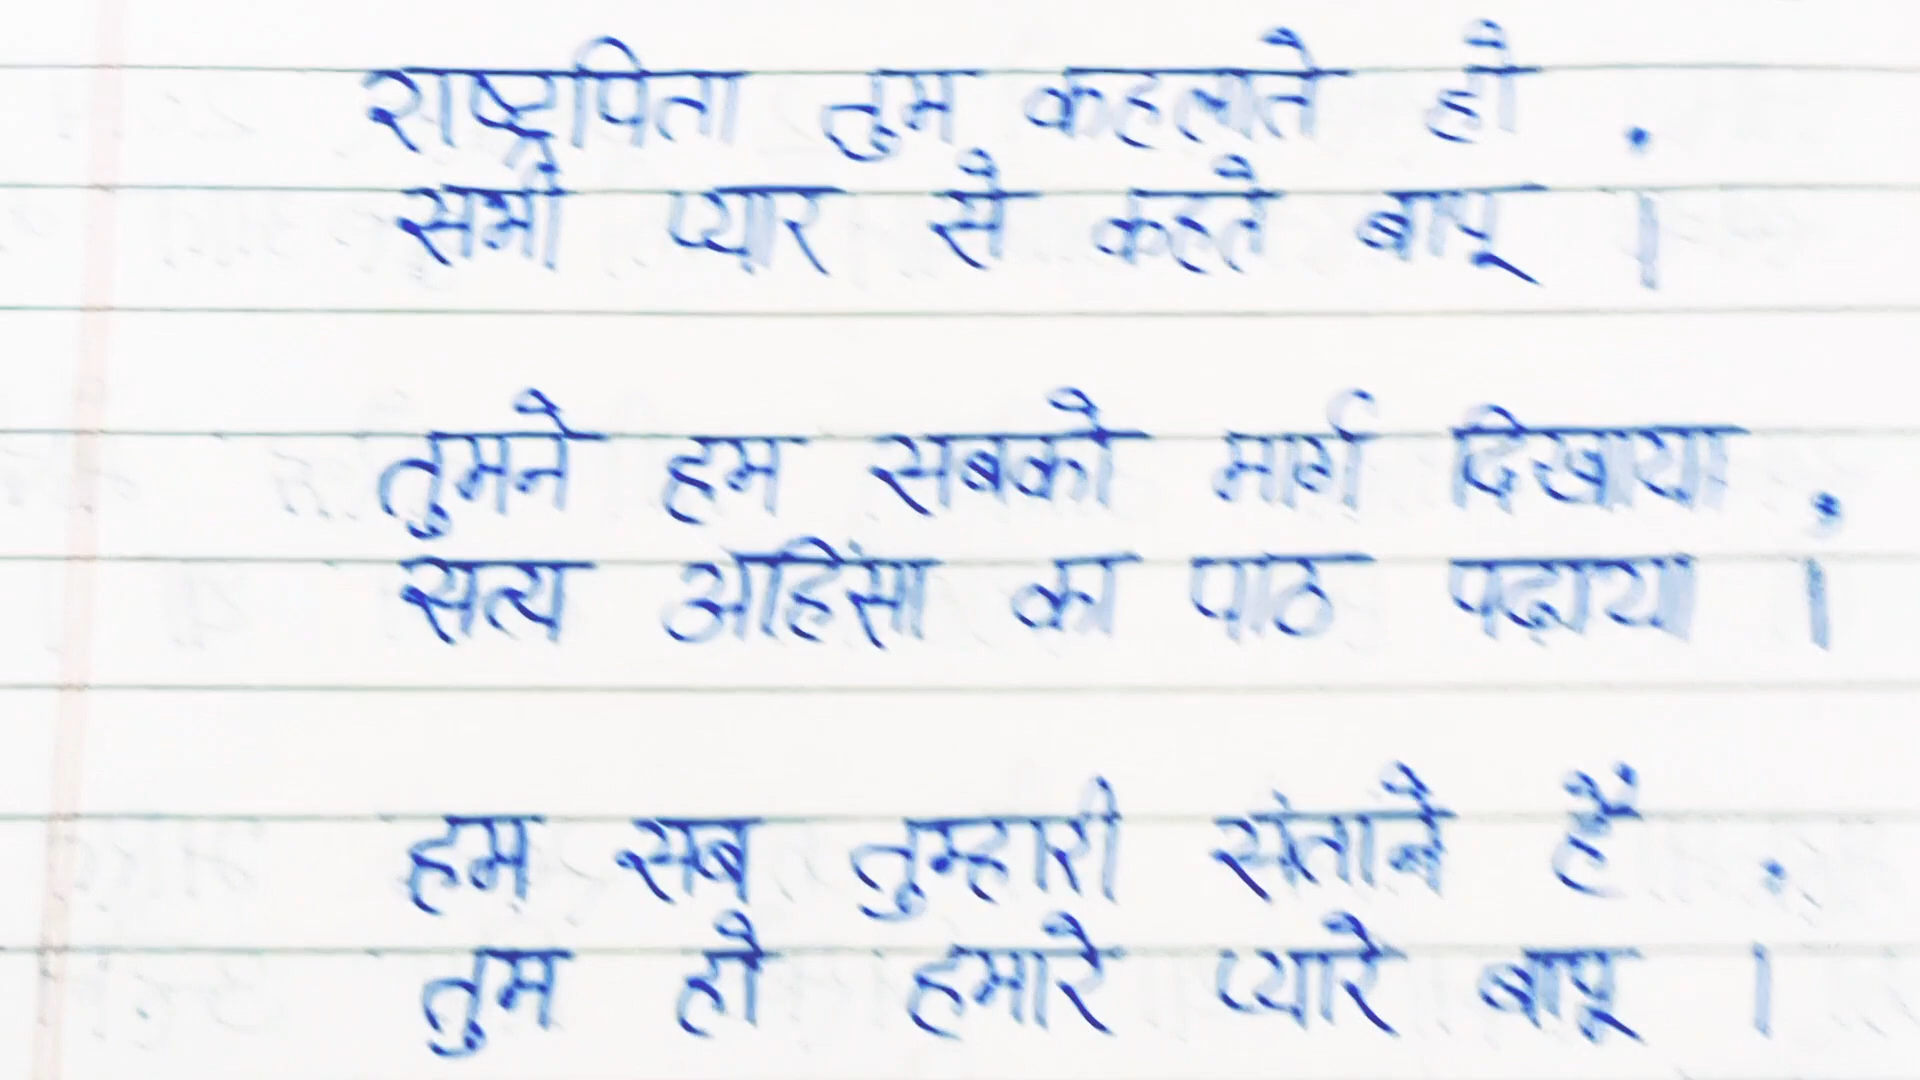 राष्ट्रपिता तुम कहलाते हो .
सभी प्यार से कहते बापू ।
तुमने हम सबको मार्ग दिखाया ,
सत्य अहिंसा का पाठ पढ़ाया ।
हम सब तुम्हारी संताने हैं .
तुम हो हमारे प्यारे बापू ।